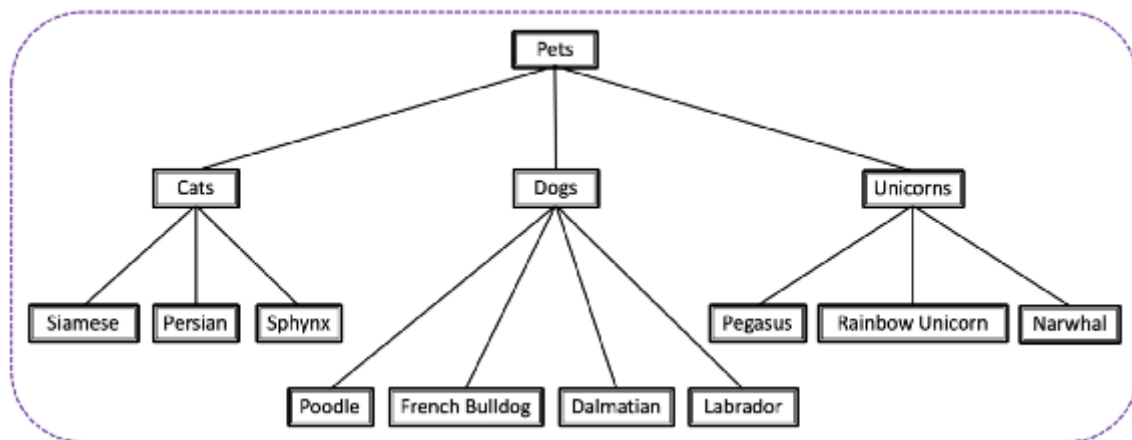 Pets
Cats
Dogs
Unicorns
Siamese
Persian
Sphynx
Pegasus
Rainbow Unicorn
Narwhal
Poodle
French Bulldog
Dalmatian
Labrador